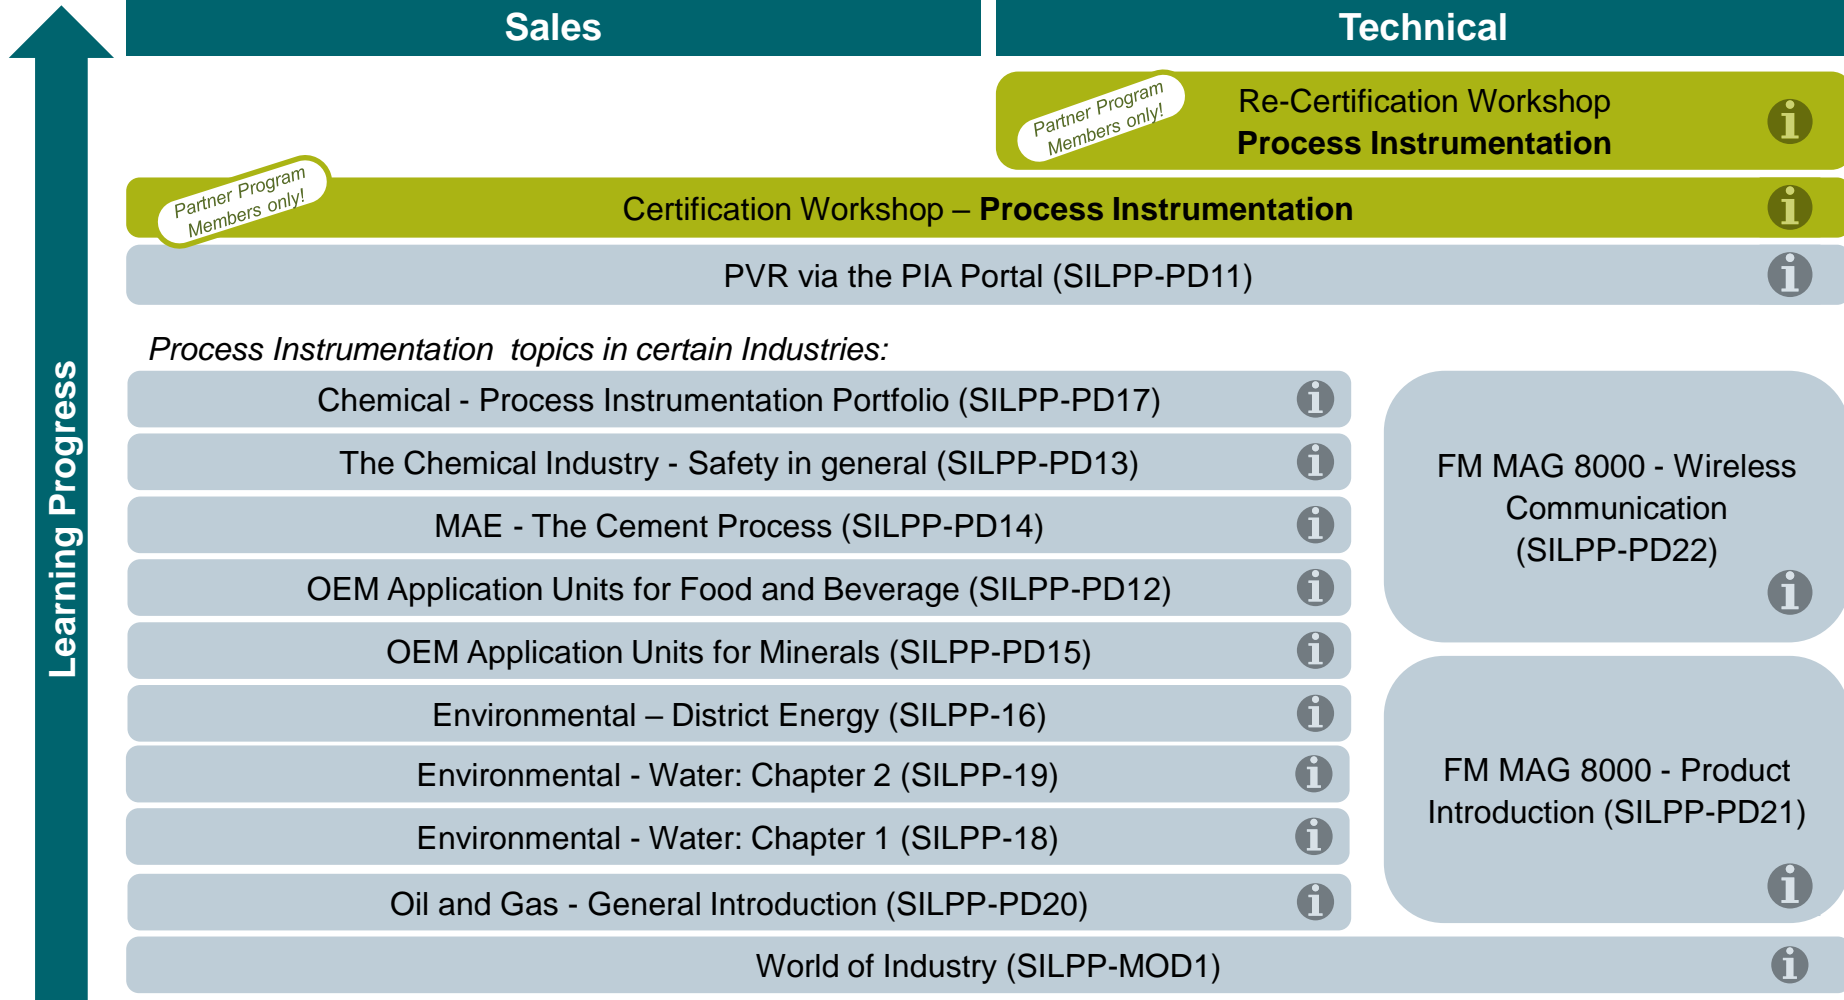 Sales
Technical
Partner Program
Members only!
Re-Certification Workshop
Process Instrumentation
Partner Program
Members only!
Certification Workshop – Process Instrumentation
PVR via the PIA Portal (SILPP-PD11)
Learning Progress
Process Instrumentation topics in certain Industries:
Chemical - Process Instrumentation Portfolio (SILPP-PD17)
The Chemical Industry - Safety in general (SILPP-PD13)
MAE - The Cement Process (SILPP-PD14)
OEM Application Units for Food and Beverage (SILPP-PD12)
OEM Application Units for Minerals (SILPP-PD15)
Environmental – District Energy (SILPP-16)
Environmental - Water: Chapter 2 (SILPP-19)
Environmental - Water: Chapter 1 (SILPP-18)
Oil and Gas - General Introduction (SILPP-PD20)
FM MAG 8000 - Wireless
Communication
(SILPP-PD22)
FM MAG 8000 - Product
Introduction (SILPP-PD21)
World of Industry (SILPP-MOD1)